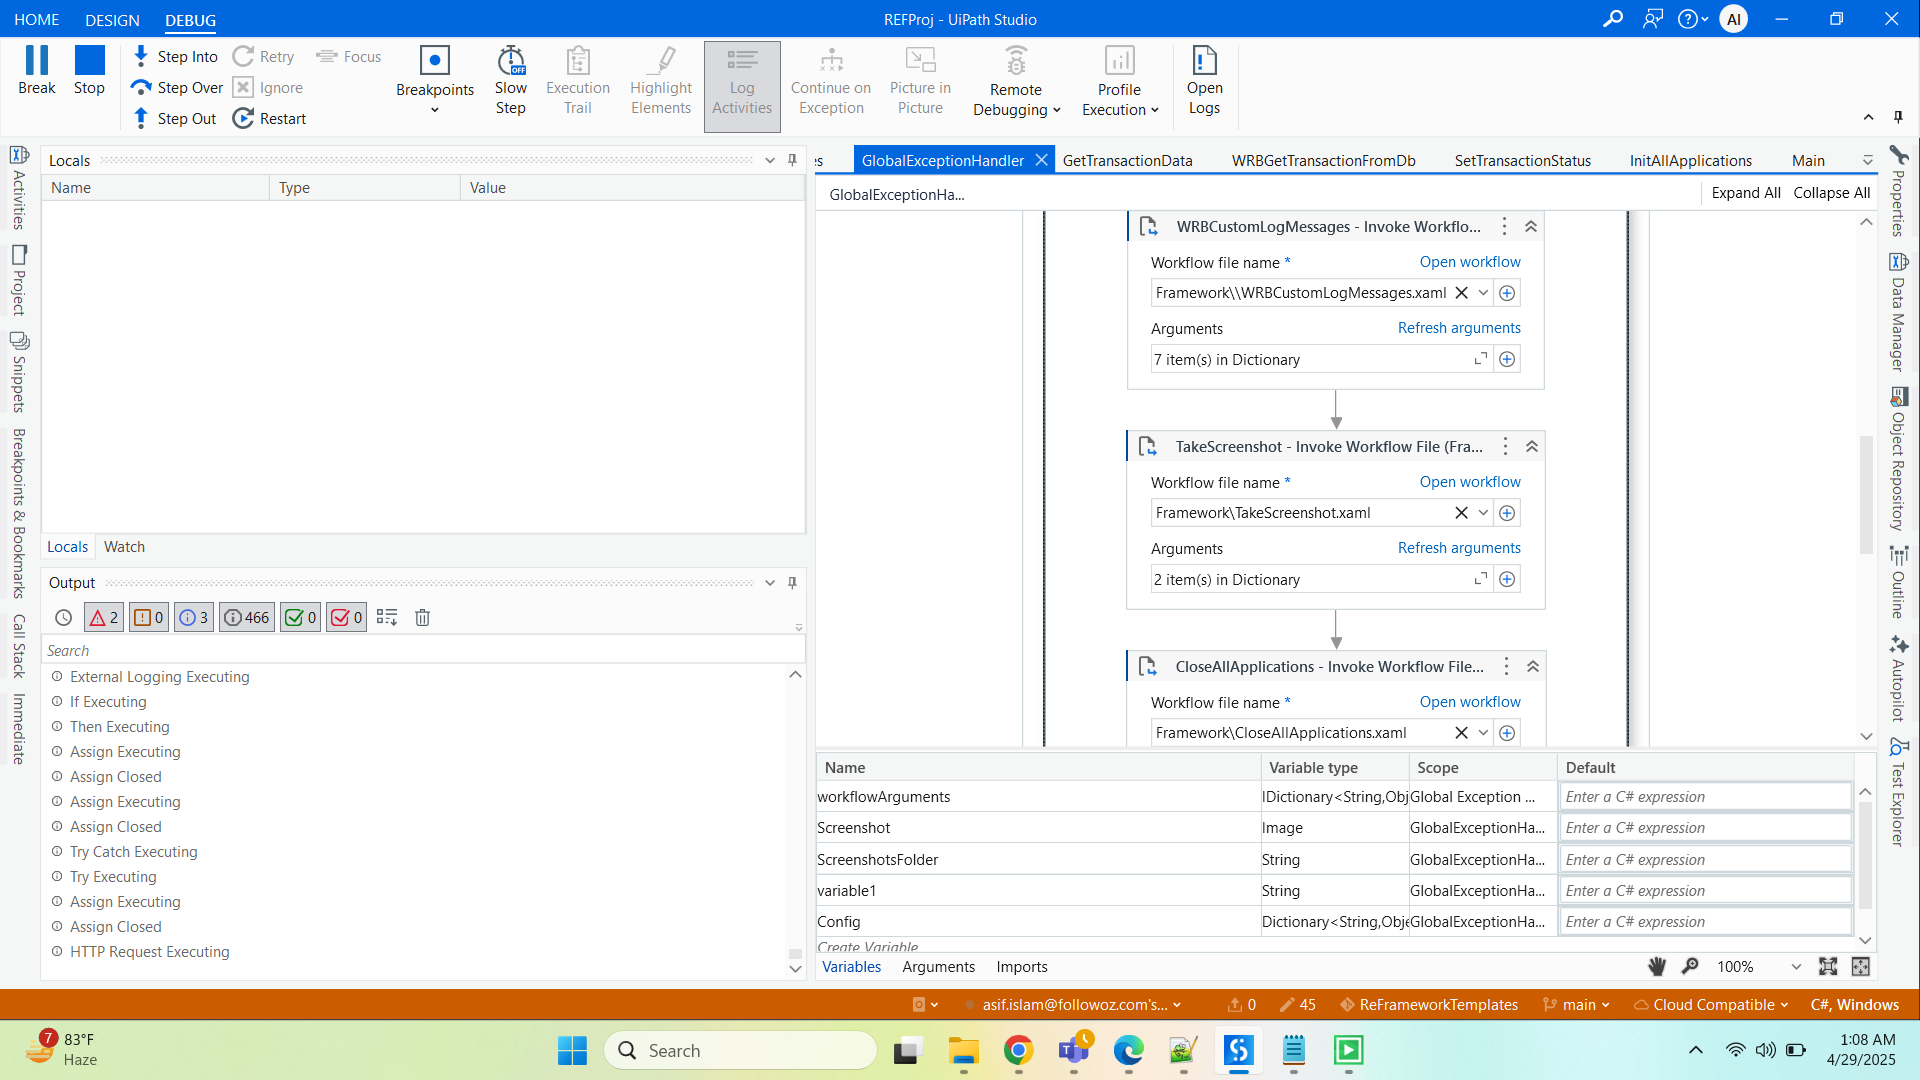 HOME DESIGN DEBUG
REFProj - UiPath Studio
AI
Break
Stop
Step Into
Step Over
Step Out
Retry
Ignore
Restart
Focus
Breakpoints
Slow Step
OFF
Execution Trail
Highlight Elements
Log Activities
Continue on Exception
Picture in Picture
Remote Debugging
Profile Execution
Open Logs
Activities
Project
Snippets
Breakpoints & Bookmarks
Call Stack
Immediate
Locals
Name Type Value
Locals Watch
Output
2 0 3 466 0 0
Search
External Logging Executing
If Executing
Then Executing
Assign Executing
Assign Closed
Assign Executing
Assign Closed
Try Catch Executing
Try Executing
Assign Executing
Assign Closed
HTTP Request Executing
es GlobalExceptionHandler GetTransactionData WRBGetTransactionFromDb SetTransactionStatus InitAllApplications Main
GlobalExceptionHa...
Expand All Collapse All
WRBCustomLogMessages - Invoke Workflo...
Workflow file name * Open workflow
Framework\\WRBCustomLogMessages.xaml
Arguments Refresh arguments
7 item(s) in Dictionary
TakeScreenshot - Invoke Workflow File (Fra...
Workflow file name * Open workflow
Framework\TakeScreenshot.xaml
Arguments Refresh arguments
2 item(s) in Dictionary
CloseAllApplications - Invoke Workflow File...
Workflow file name * Open workflow
Framework\CloseAllApplications.xaml
Name Variable type Scope Default
workflowArguments IDictionary<String,Obj Global Exception ... Enter a C# expression
Screenshot Image GlobalExceptionHa... Enter a C# expression
ScreenshotsFolder String GlobalExceptionHa... Enter a C# expression
variable1 String GlobalExceptionHa... Enter a C# expression
Config Dictionary<String,Obje GlobalExceptionHa... Enter a C# expression
Create Variable
Variables Arguments Imports
100%
Properties
Data Manager
Object Repository
Outline
Autopilot
Test Explorer
asif.islam@followoz.com's... 0 45 ReFrameworkTemplates main Cloud Compatible C#, Windows
7
83°F
Haze
Search
1:08 AM
4/29/2025